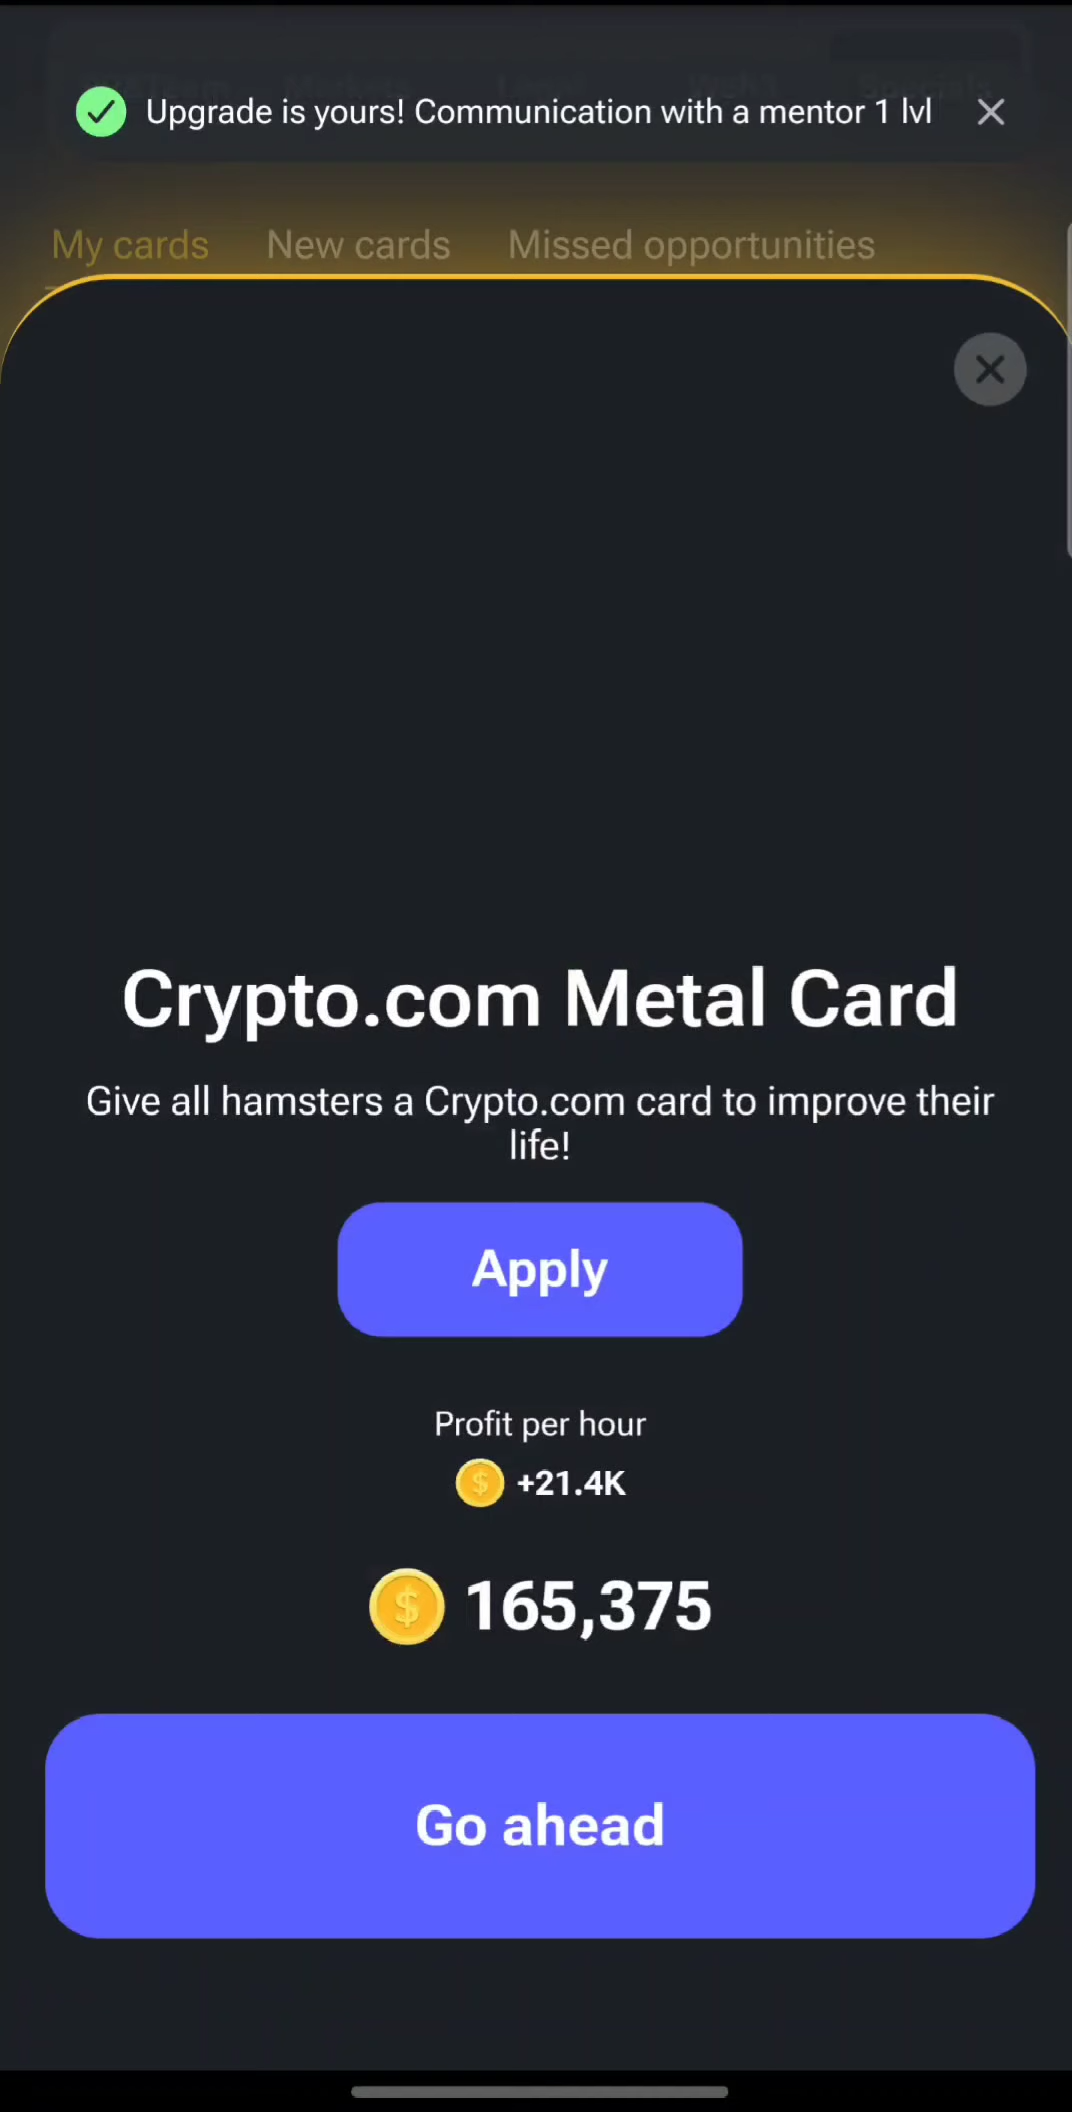 Specials
Upgrade is yours! Communication with a mentor 1 lvl
My cards
New cards
Missed opportunities
Crypto.com Metal Card
Give all hamsters a Crypto.com card to improve their
life!
Apply
Profit per hour
+21.4K
165,375
Go ahead